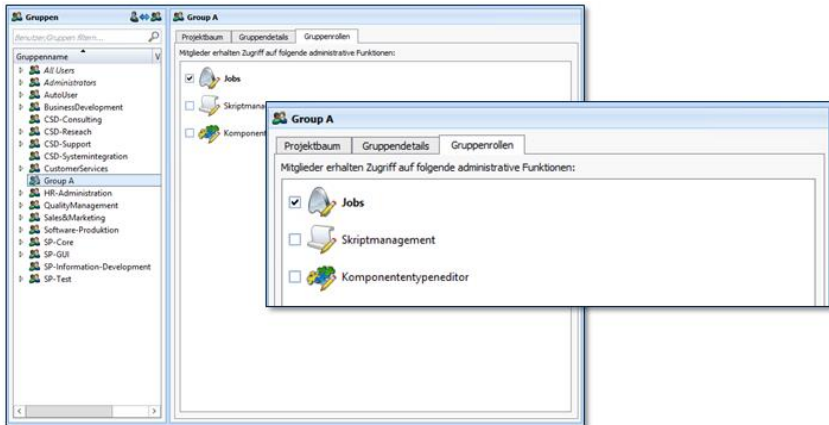 Gruppen
Benutzer/Gruppen filtern...
Gruppenname V
All Users
Administrators
AutoUser
BusinessDevelopment
CSD-Consulting
CSD-Reseach
CSD-Support
CSD-Systemintegration
CustomerServices
Group A
HR-Administration
QualityManagement
Sales&Marketing
Software-Produktion
SP-Core
SP-GUI
SP-Information-Development
SP-Test
Group A
Projektbaum Gruppendetails Gruppenrollen
Mitglieder erhalten Zugriff auf folgende administrative Funktionen:
Jobs
Skriptmana
Komponent
Group A
Projektbaum Gruppendetails Gruppenrollen
Mitglieder erhalten Zugriff auf folgende administrative Funktionen:
Jobs
Skriptmanagement
Komponententypeneditor